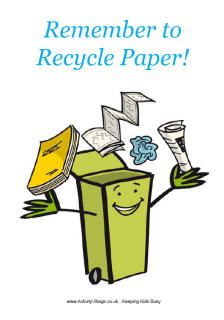 Remember to
Recycle Paper!
www.ActivityVillage.co.uk - Keeping Kids Busy